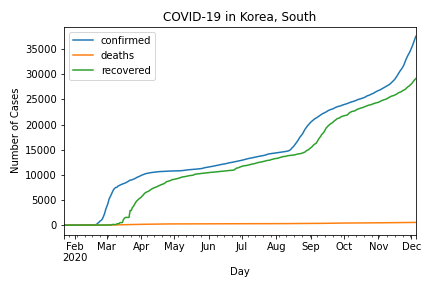 COVID-19 in Korea, South
confirmed
deaths
recovered
Number of Cases
35000
30000
25000
20000
15000
10000
5000
0
Feb Mar Apr May Jun Jul Aug Sep Oct Nov Dec
2020
Day